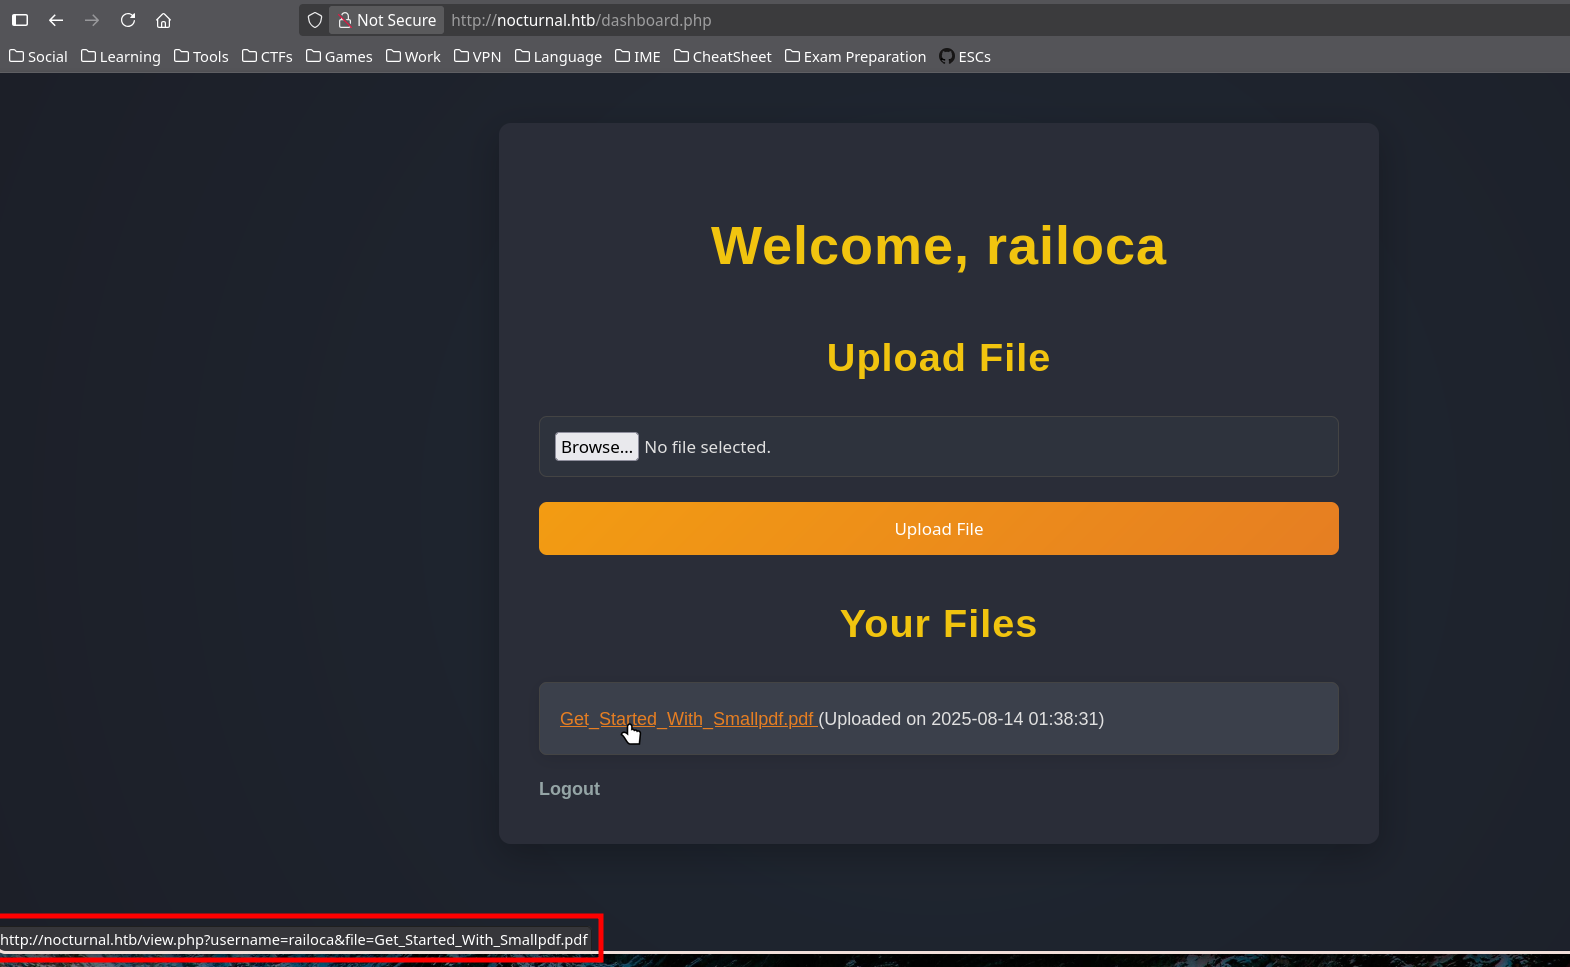 Not Secure http://nocturnal.htb/dashboard.php
Social Learning Tools CTFs Games Work VPN Language IME CheatSheet Exam Preparation ESCs
Welcome, railoca
Upload File
Browse... No file selected.
Upload File
Your Files
Get_Started_With_Smallpdf.pdf (Uploaded on 2025-08-14 01:38:31)
Logout
http://nocturnal.htb/view.php?username=railoca&file=Get_Started_With_Smallpdf.pdf